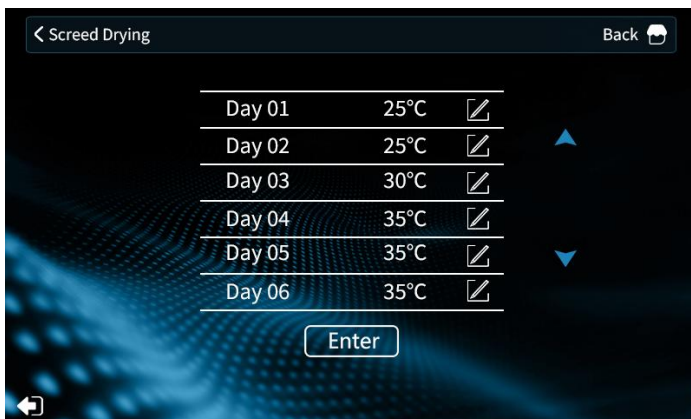 Screed Drying Back
Day 01 25°C
Day 02 25°C
Day 03 30°C
Day 04 35°C
Day 05 35°C
Day 06 35°C
Enter